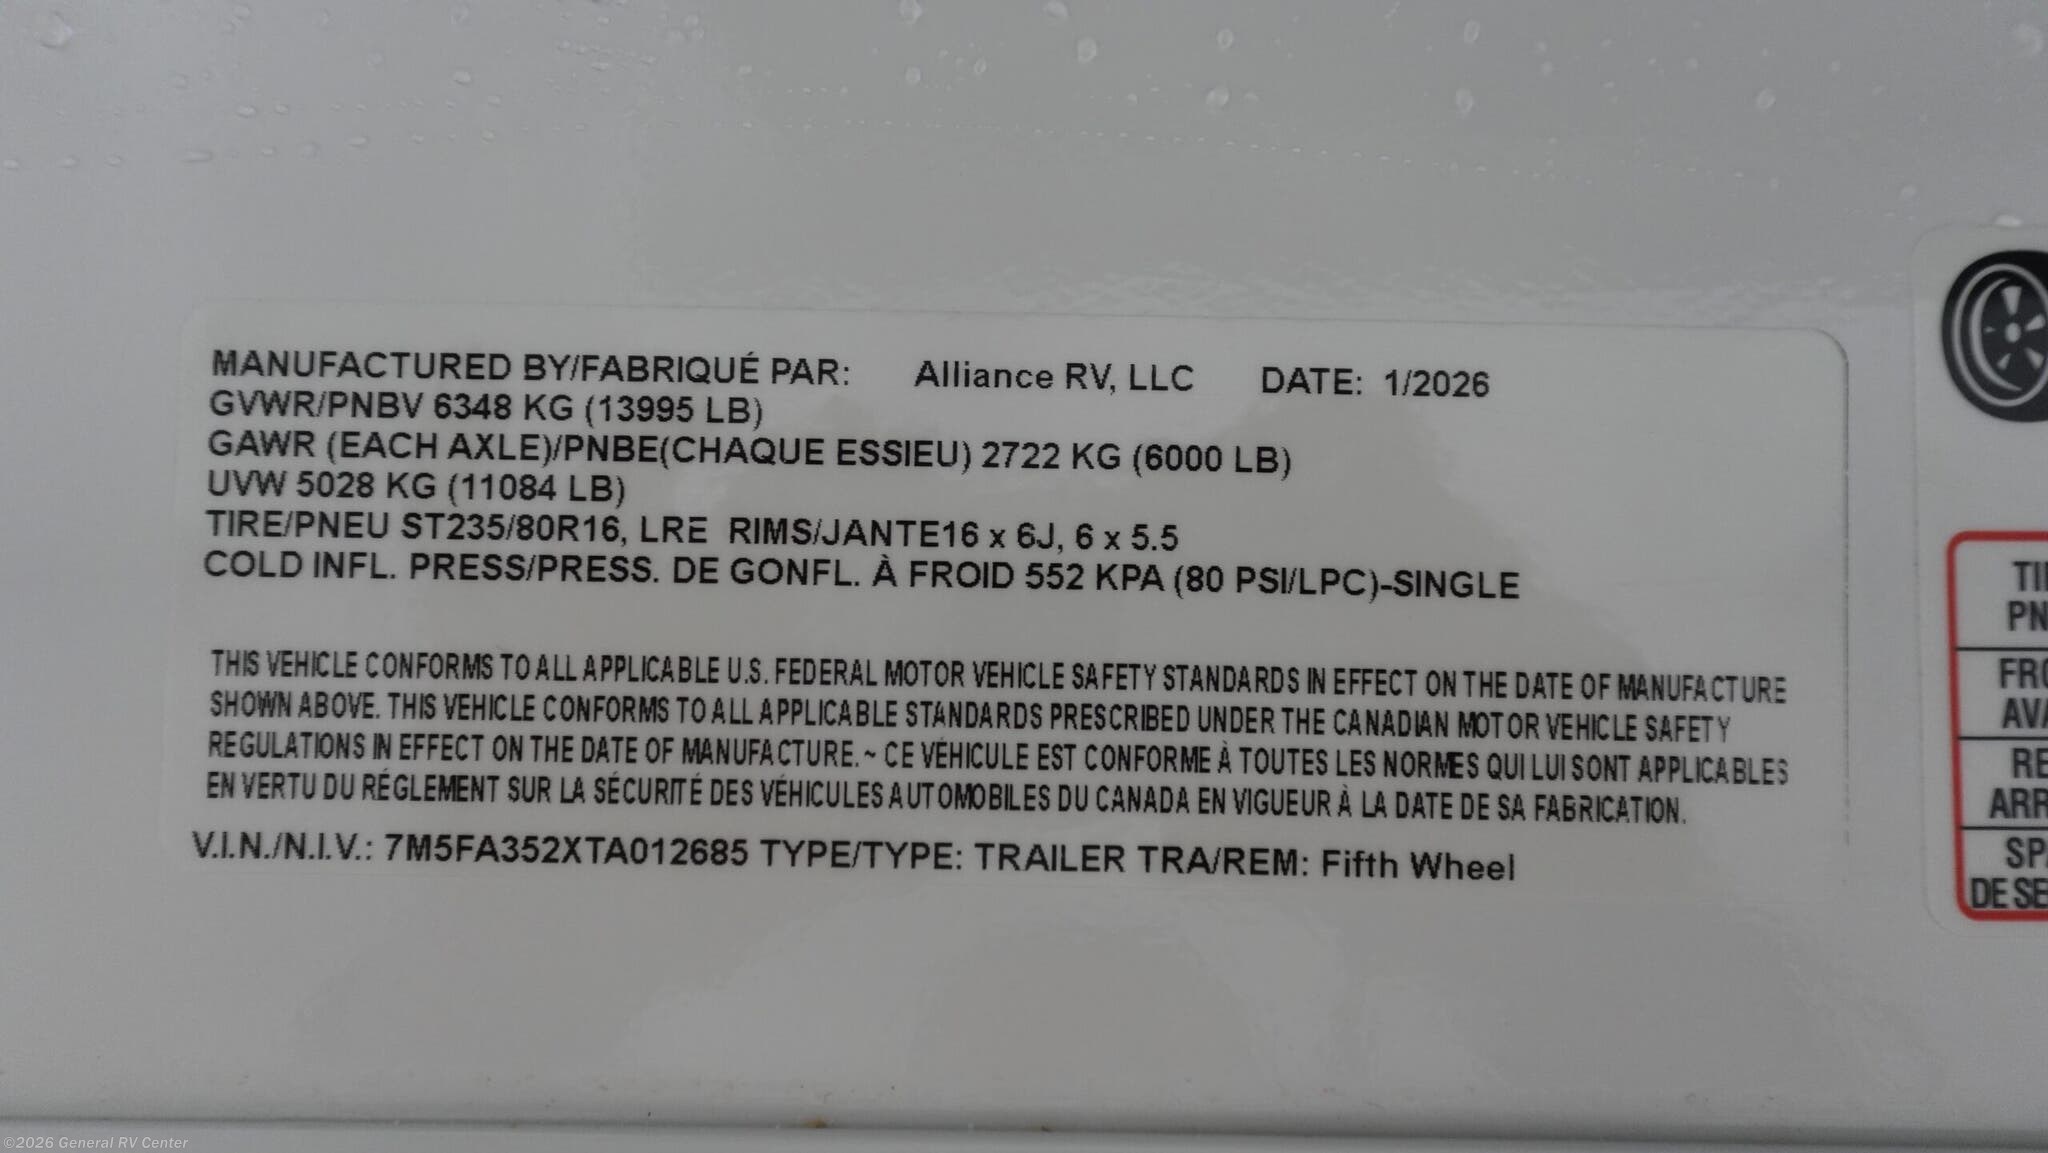 MANUFACTURED BY/FABRIQUÉ PAR: Alliance RV, LLC DATE: 1/2026
GVWR/PNBV 6348 KG (13995 LB)
GAWR (EACH AXLE)/PNBE(CHAQUE ESSIEU) 2722 KG (6000 LB)
UVW 5028 KG (11084 LB)
TIRE/PNEU ST235/80R16, LRE RIMS/JANTE16 x 6J, 6 x 5.5
COLD INFL. PRESS/PRESS. DE GONFL. À FROID 552 KPA (80 PSI/LPC)-SINGLE
THIS VEHICLE CONFORMS TO ALL APPLICABLE U.S. FEDERAL MOTOR VEHICLE SAFETY STANDARDS IN EFFECT ON THE DATE OF MANUFACTURE
SHOWN ABOVE. THIS VEHICLE CONFORMS TO ALL APPLICABLE STANDARDS PRESCRIBED UNDER THE CANADIAN MOTOR VEHICLE SAFETY
REGULATIONS IN EFFECT ON THE DATE OF MANUFACTURE. ~ CE VÉHICULE EST CONFORME À TOUTES LES NORMES QUI LUI SONT APPLICABLES
EN VERTU DU RÉGLEMENT SUR LA SÉCURITÉ DES VÉHICULES AUTOMOBILES DU CANADA EN VIGUEUR À LA DATE DE SA FABRICATION.
V.I.N./N.I.V.: 7M5FA352XTA012685 TYPE/TYPE: TRAILER TRA/REM: Fifth Wheel
©2026 General RV Center